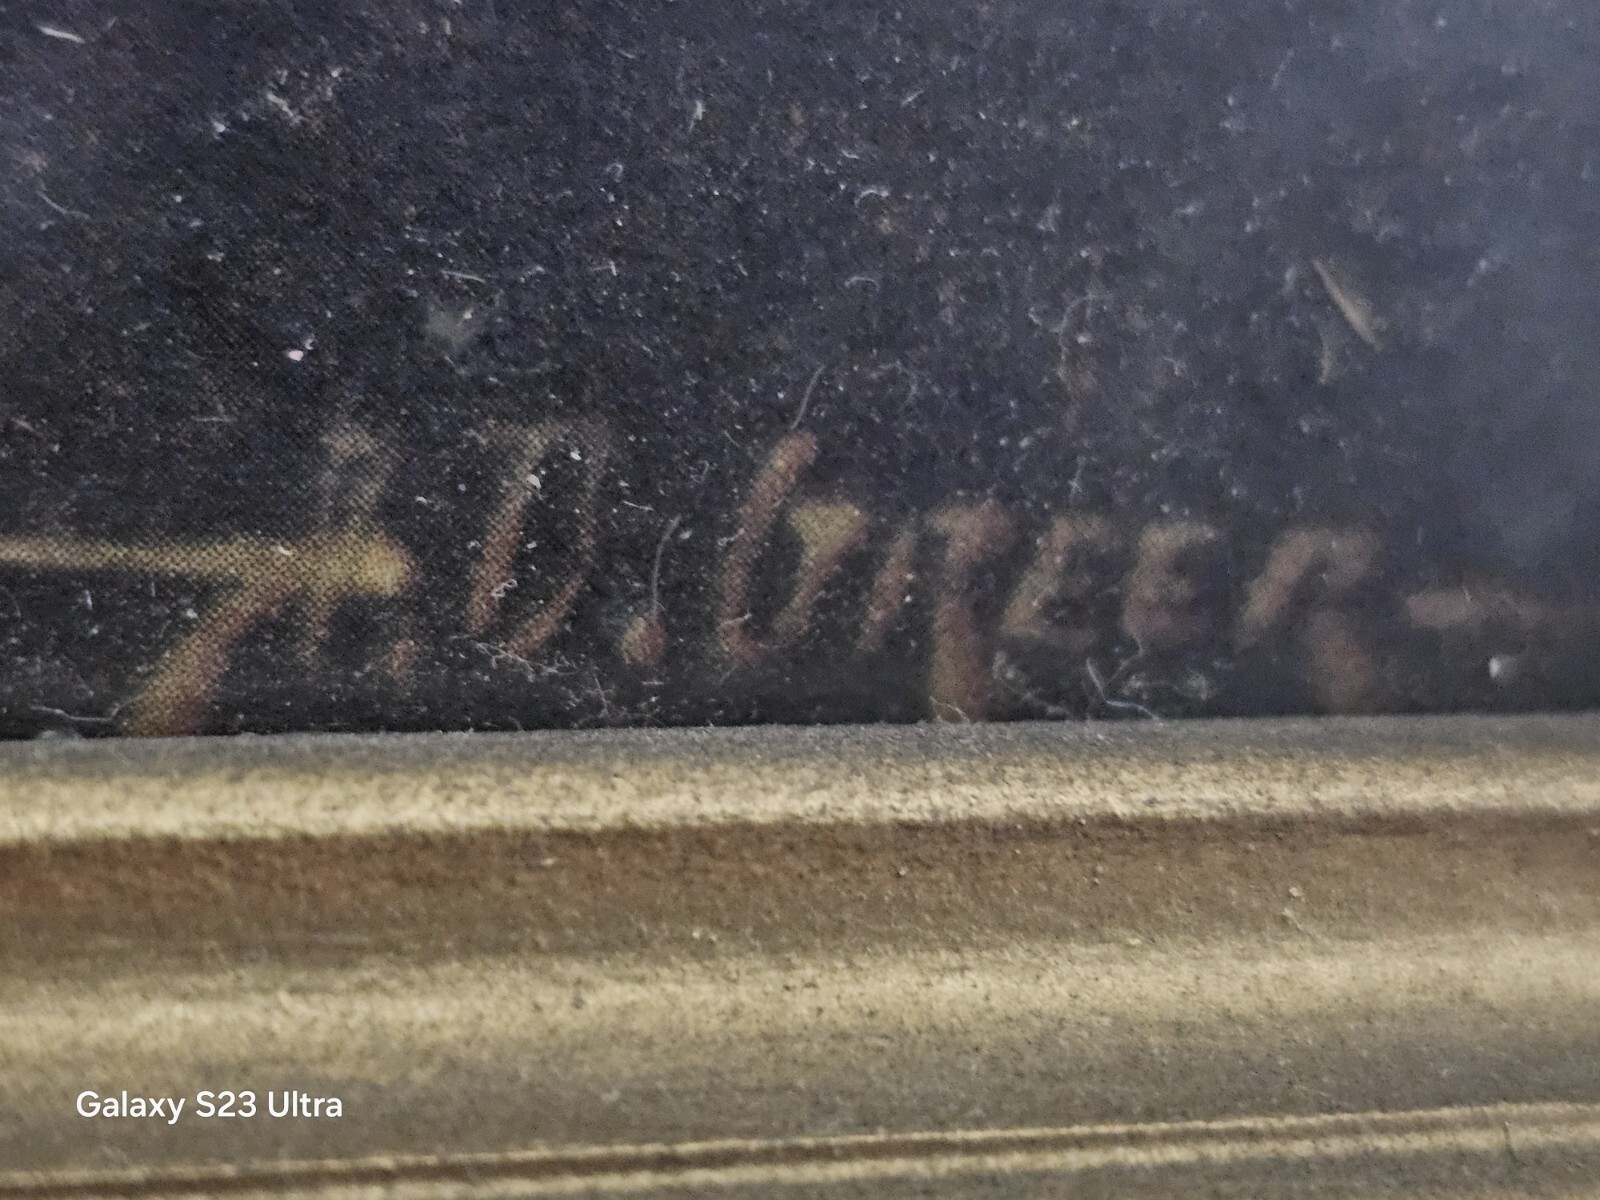 A.D. Greer
Galaxy S23 Ultra